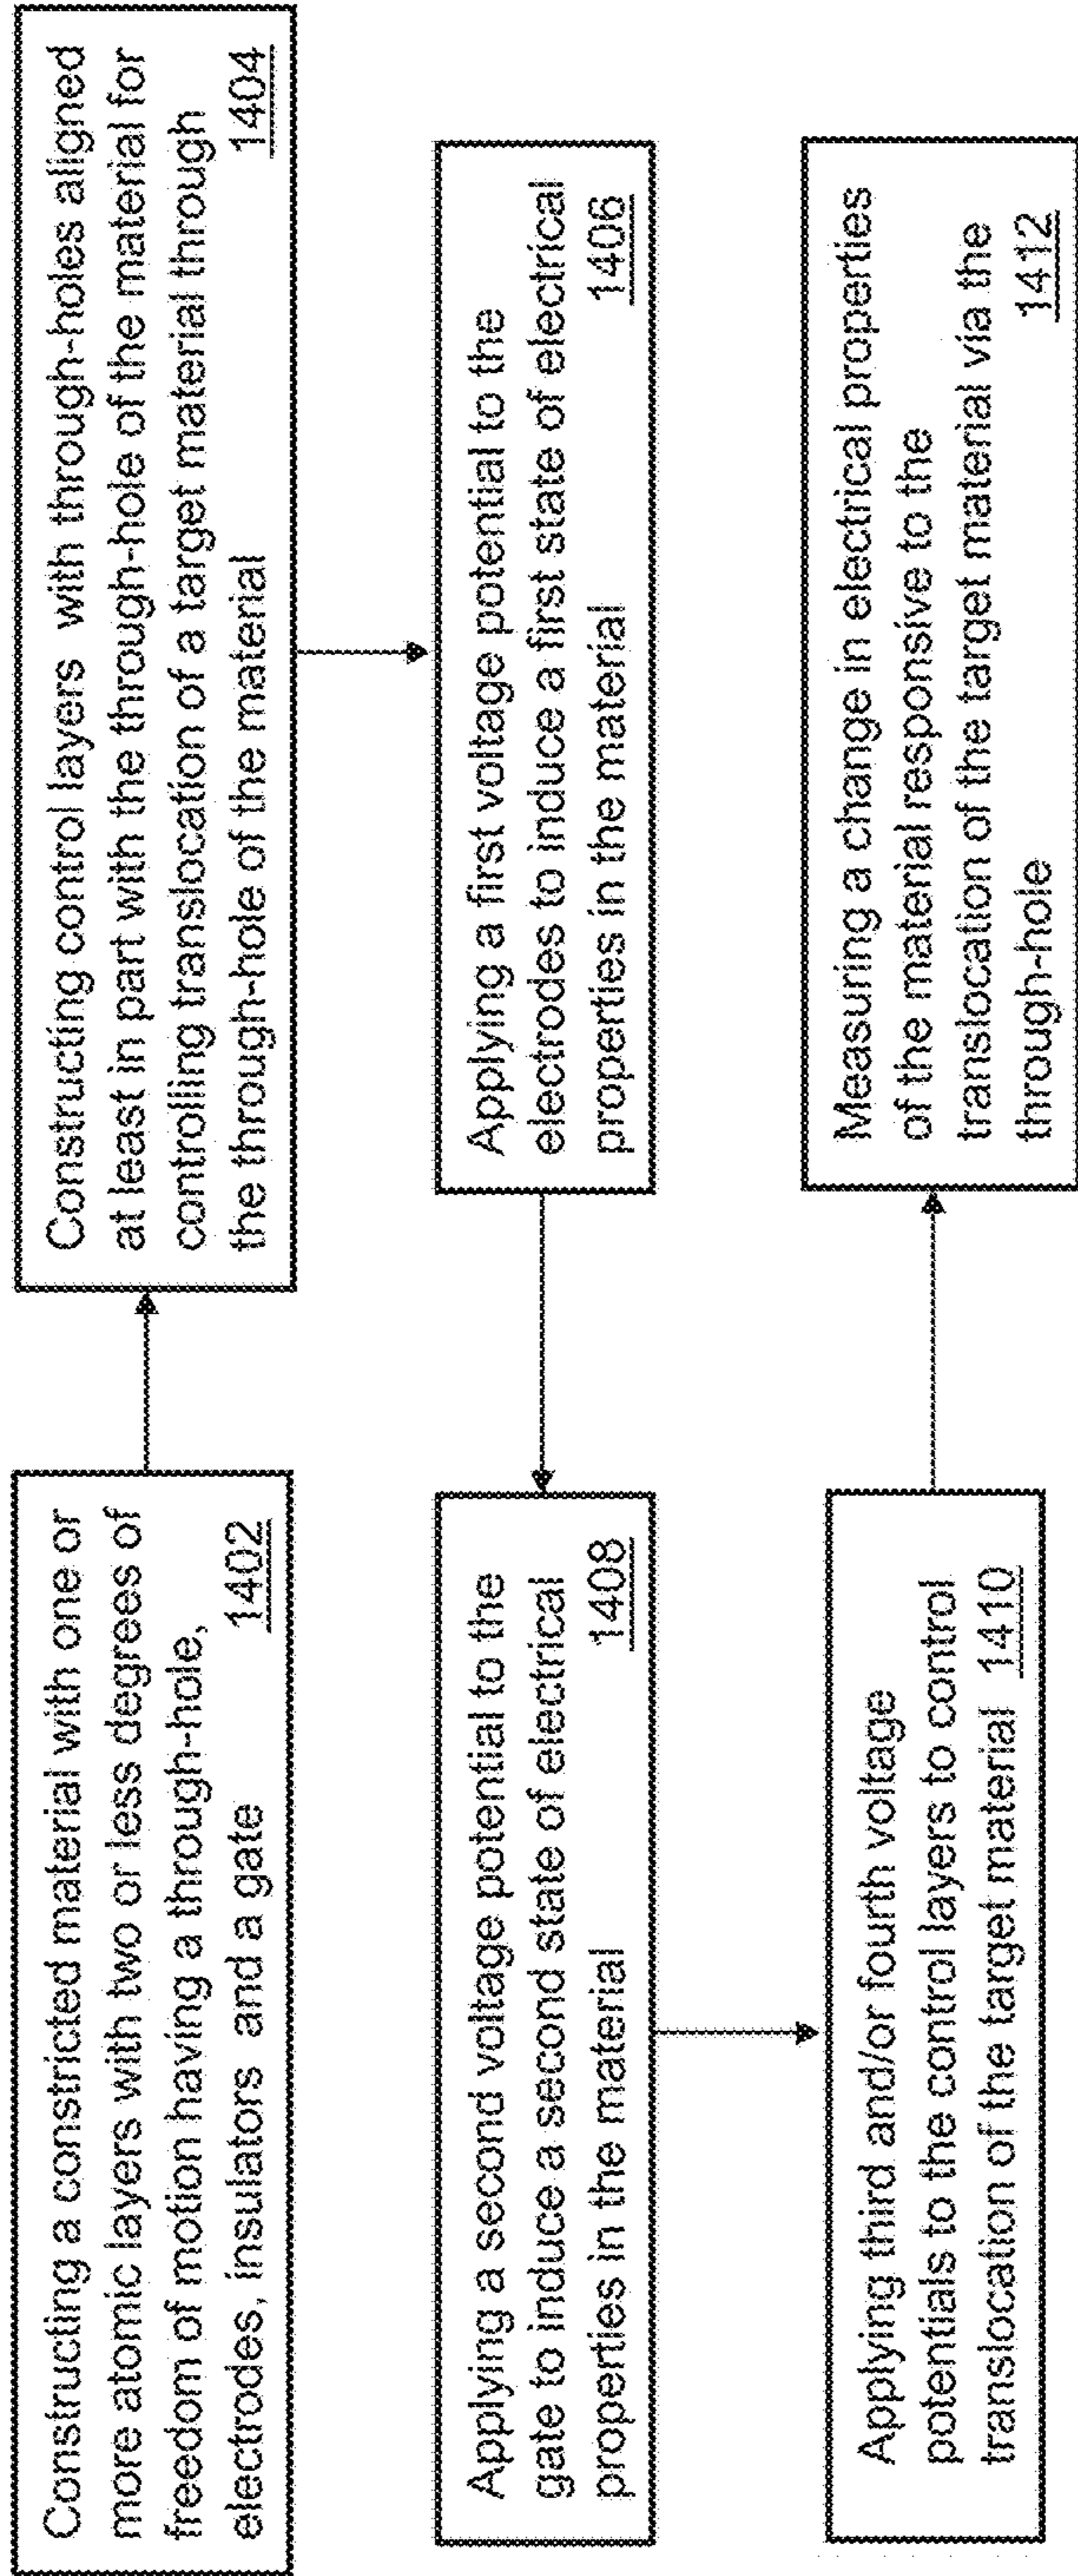 Constructing a constricted material with one or
more atomic layers with two or less degrees of
freedom of motion having a through-hole,
electrodes, insulators and a gate 1402
Constructing control layers with through-holes aligned
at least in part with the through-hole of the material for
controlling translocation of a target material through
the through-hole of the material 1404
Applying a first voltage potential to the
electrodes to induce a first state of electrical
properties in the material 1406
Applying a second voltage potential to the
gate to induce a second state of electrical
properties in the material 1408
Applying third and/or fourth voltage
potentials to the control layers to control
translocation of the target material 1410
Measuring a change in electrical properties
of the material responsive to the
translocation of the target material via the
through-hole 1412